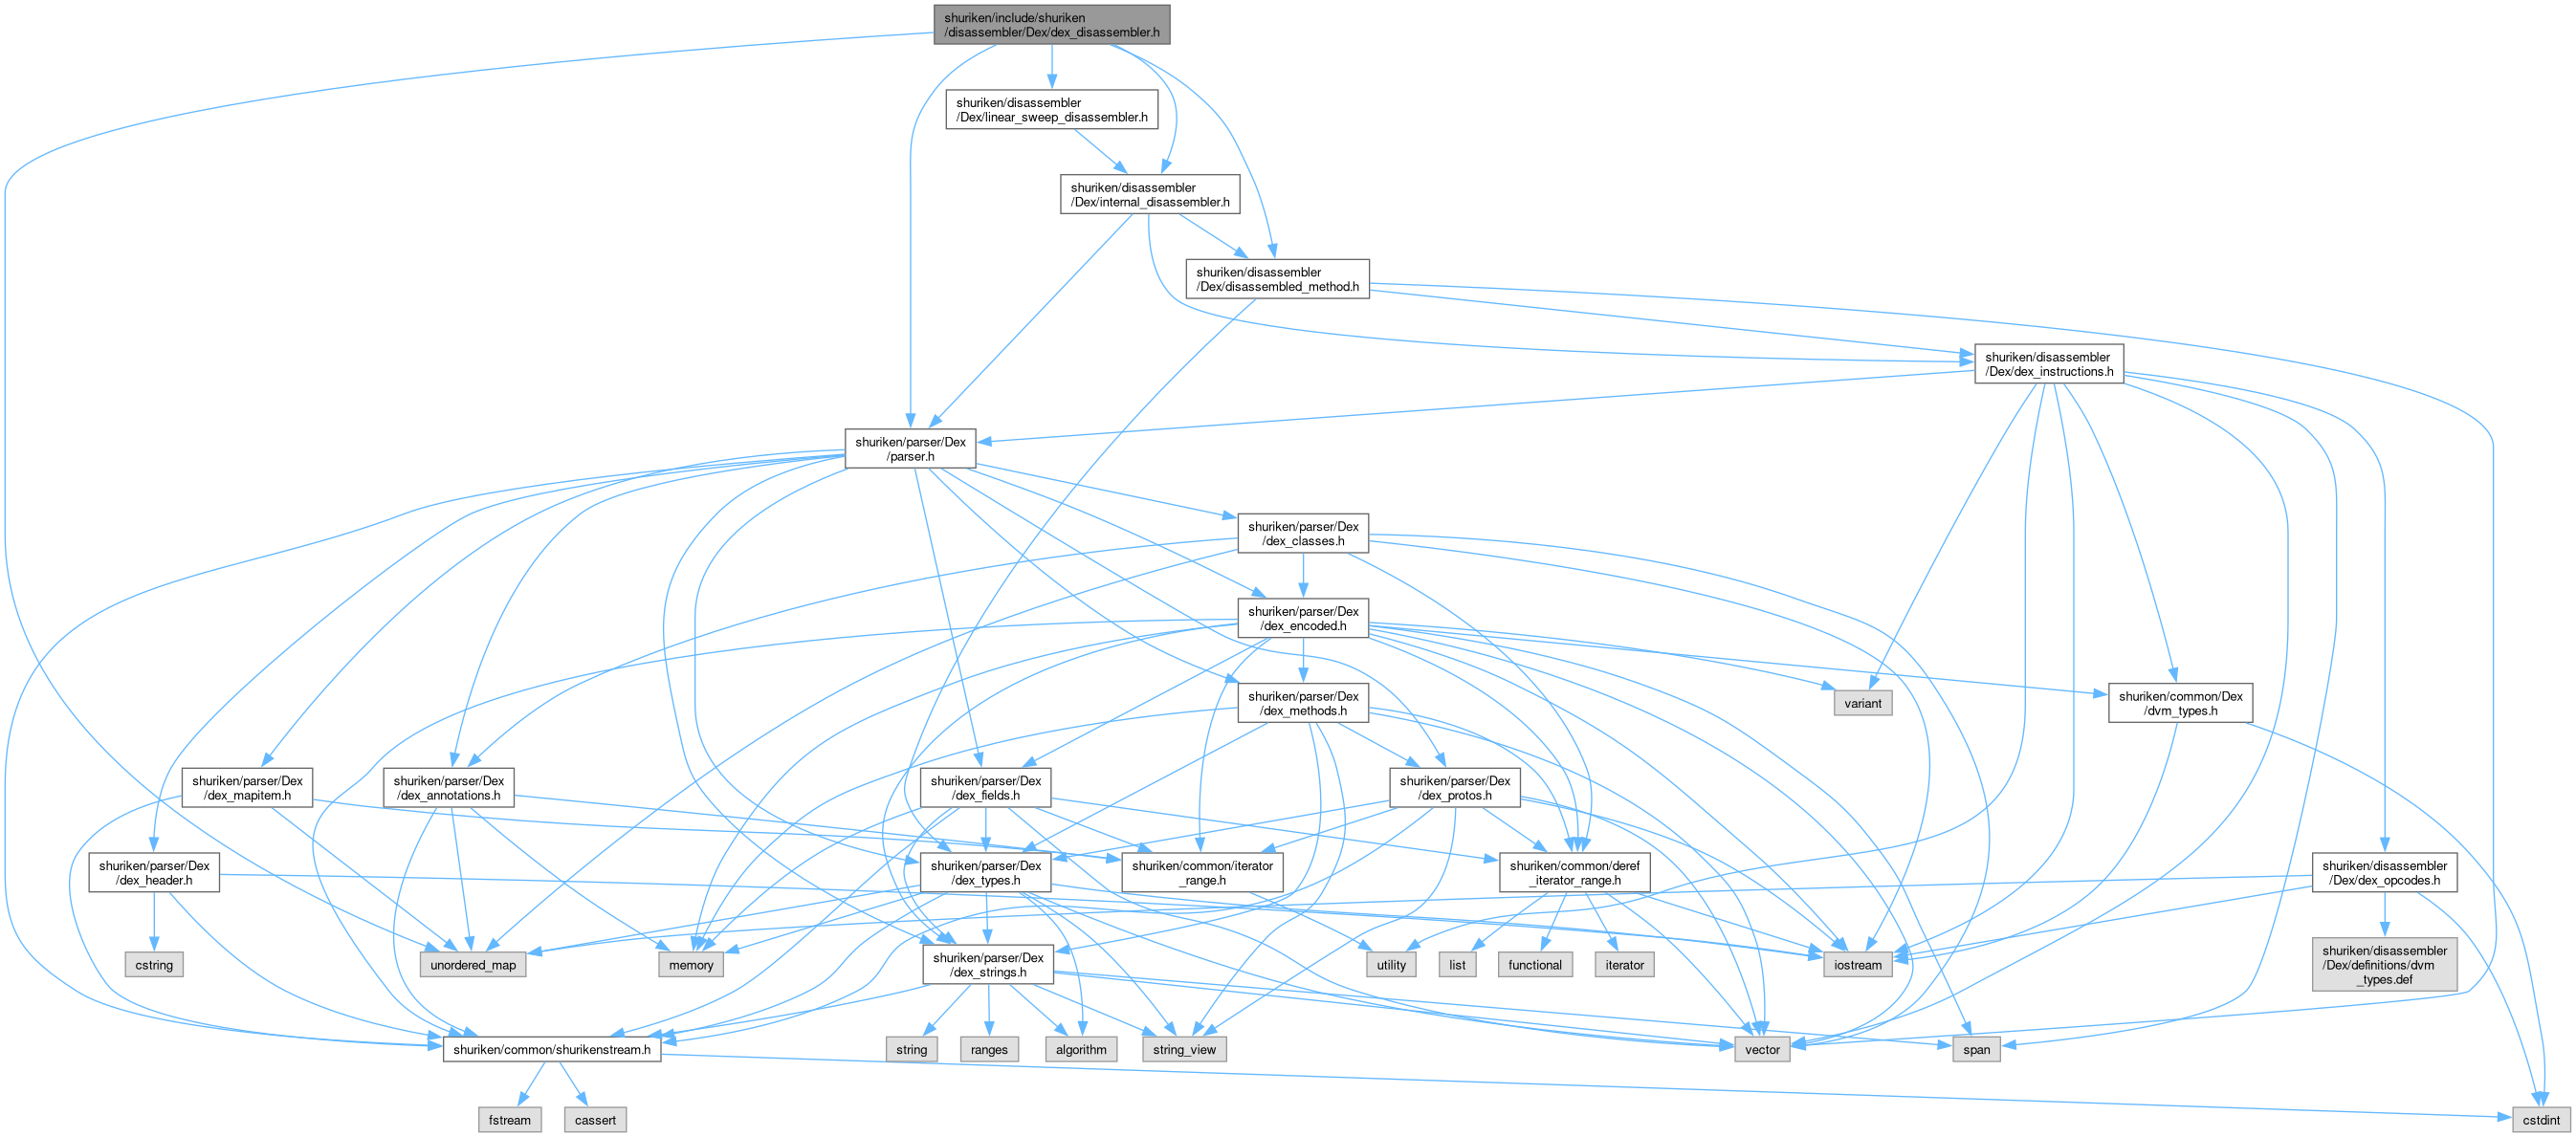 shuriken/include/shuriken
/disassembler/Dex/dex_disassembler.h
shuriken/disassembler
/Dex/linear_sweep_disassembler.h
shuriken/disassembler
/Dex/internal_disassembler.h
shuriken/disassembler
/Dex/disassembled_method.h
shuriken/disassembler
/Dex/dex_instructions.h
shuriken/parser/Dex
/parser.h
shuriken/parser/Dex
/dex_classes.h
shuriken/parser/Dex
/dex_encoded.h
shuriken/parser/Dex
/dex_methods.h
variant
shuriken/common/Dex
/dvm_types.h
shuriken/parser/Dex
/dex_mapitem.h
shuriken/parser/Dex
/dex_annotations.h
shuriken/parser/Dex
/dex_fields.h
shuriken/parser/Dex
/dex_protos.h
shuriken/parser/Dex
/dex_header.h
shuriken/parser/Dex
/dex_types.h
shuriken/common/iterator
_range.h
shuriken/common/deref
_iterator_range.h
shuriken/disassembler
/Dex/dex_opcodes.h
cstring
unordered_map
memory
shuriken/parser/Dex
/dex_strings.h
utility
list
functional
iterator
iostream
shuriken/disassembler
/Dex/definitions/dvm
_types.def
shuriken/common/shurikenstream.h
string
ranges
algorithm
string_view
vector
span
fstream
cassert
cstdint